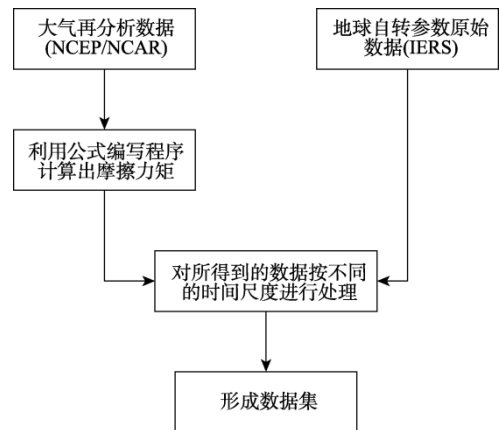 大气再分析数据
(NCEP/NCAR)
地球自转参数原始
数据(IERS)
利用公式编写程序
计算出摩擦力矩
对所得到的数据按不同
的时间尺度进行处理
形成数据集